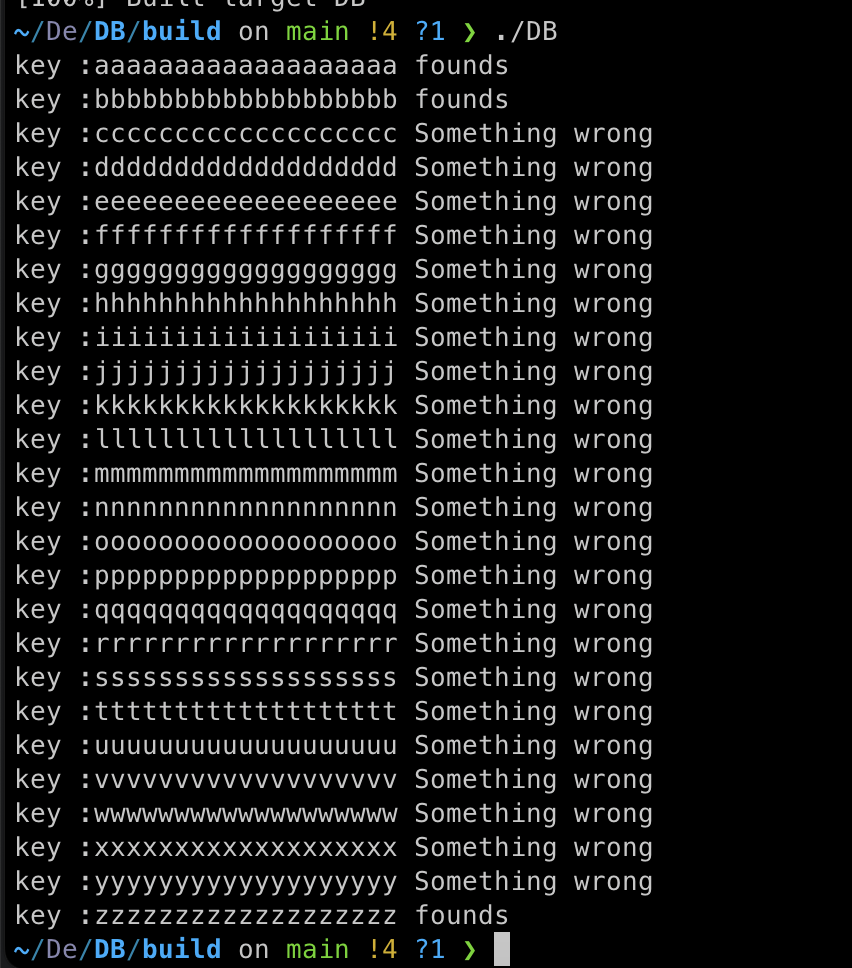 [100%] Built target DB
~/De/DB/build on main !4 ?1 ❯ ./DB
key :aaaaaaaaaaaaaaaaaaa founds
key :bbbbbbbbbbbbbbbbbbb founds
key :ccccccccccccccccccc Something wrong
key :ddddddddddddddddddd Something wrong
key :eeeeeeeeeeeeeeeeeee Something wrong
key :fffffffffffffffffff Something wrong
key :ggggggggggggggggggg Something wrong
key :hhhhhhhhhhhhhhhhhhh Something wrong
key :iiiiiiiiiiiiiiiiiii Something wrong
key :jjjjjjjjjjjjjjjjjjj Something wrong
key :kkkkkkkkkkkkkkkkkkk Something wrong
key :lllllllllllllllllll Something wrong
key :mmmmmmmmmmmmmmmmmmm Something wrong
key :nnnnnnnnnnnnnnnnnnn Something wrong
key :ooooooooooooooooooo Something wrong
key :ppppppppppppppppppp Something wrong
key :qqqqqqqqqqqqqqqqqqq Something wrong
key :rrrrrrrrrrrrrrrrrrr Something wrong
key :sssssssssssssssssss Something wrong
key :ttttttttttttttttttt Something wrong
key :uuuuuuuuuuuuuuuuuuu Something wrong
key :vvvvvvvvvvvvvvvvvvv Something wrong
key :wwwwwwwwwwwwwwwwwww Something wrong
key :xxxxxxxxxxxxxxxxxxx Something wrong
key :yyyyyyyyyyyyyyyyyyy Something wrong
key :zzzzzzzzzzzzzzzzzzz founds
~/De/DB/build on main !4 ?1 ❯